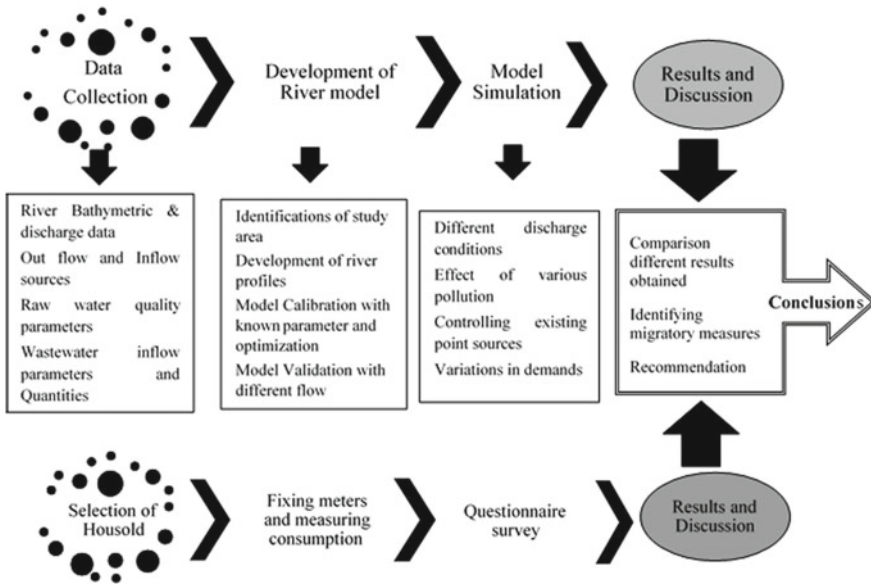 Data
Collection
Development of
River model
Model
Simulation
Results and
Discussion
River Bathymetric &
discharge data
Out flow and Inflow
sources
Raw water quality
parameters
Wastewater inflow
parameters and
Quantities
Identifications of study
area
Development of river
profiles
Model Calibration with
known parameter and
optimization
Model Validation with
different flow
Different discharge
conditions
Effect of various
pollution
Controlling existing
point sources
Variations in demands
Comparison
different results
obtained
Identifying
migratory measures
Recommendation
Conclusions
Selection of
Housold
Fixing meters
and measuring
consumption
Questionnaire
survey
Results and
Discussion